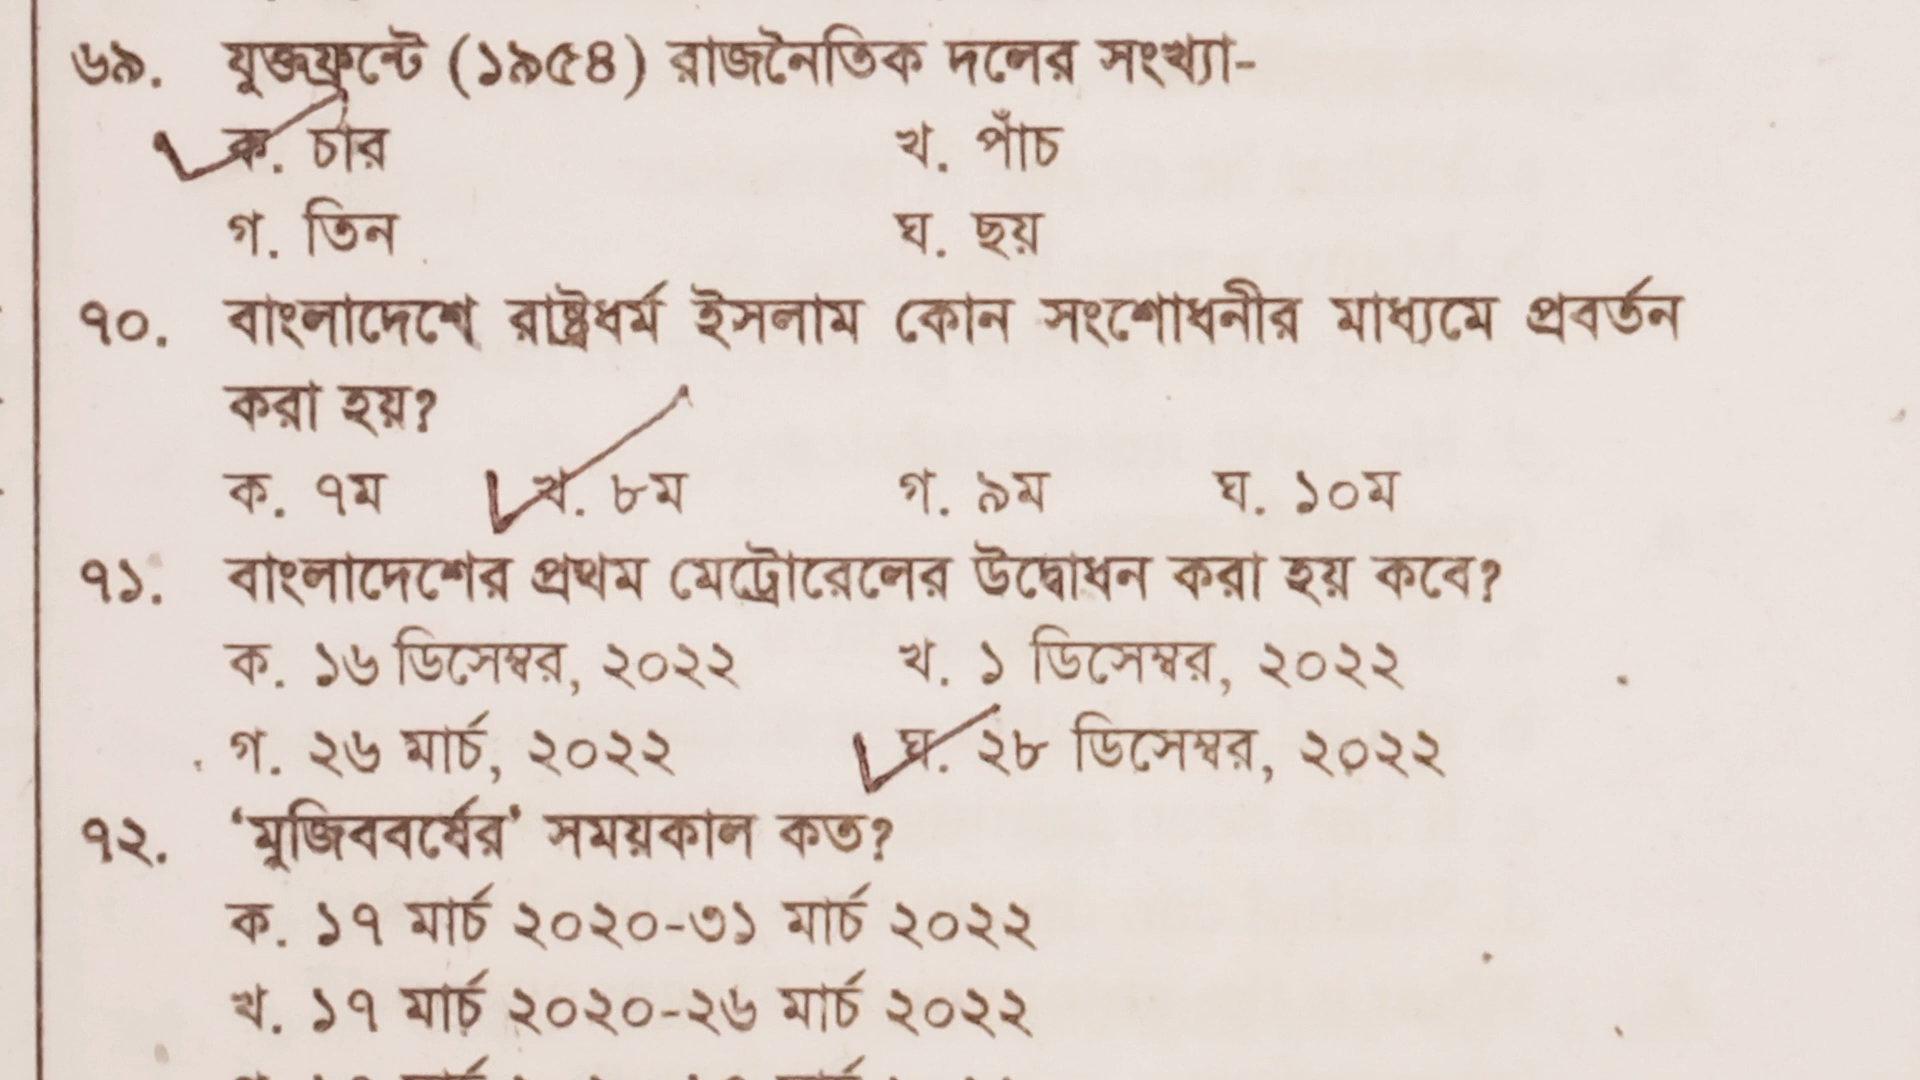 ৬৯. যুক্তফ্রন্টে (১৯৫৪) রাজনৈতিক দলের সংখ্যা-
ক. চার খ. পাঁচ
গ. তিন ঘ. ছয়
৭০. বাংলাদেশে রাষ্ট্রধর্ম ইসলাম কোন সংশোধনীর মাধ্যমে প্রবর্তন
করা হয়?
ক. ৭ম খ. ৮ম গ. ৯ম ঘ. ১০ম
৭১. বাংলাদেশের প্রথম মেট্রোরেলের উদ্বোধন করা হয় কবে?
ক. ১৬ ডিসেম্বর, ২০২২ খ. ১ ডিসেম্বর, ২০২২
গ. ২৬ মার্চ, ২০২২ ঘ. ২৮ ডিসেম্বর, ২০২২
৭২. ‘মুজিববর্ষের’ সময়কাল কত?
ক. ১৭ মার্চ ২০২০-৩১ মার্চ ২০২২
খ. ১৭ মার্চ ২০২০-২৬ মার্চ ২০২২